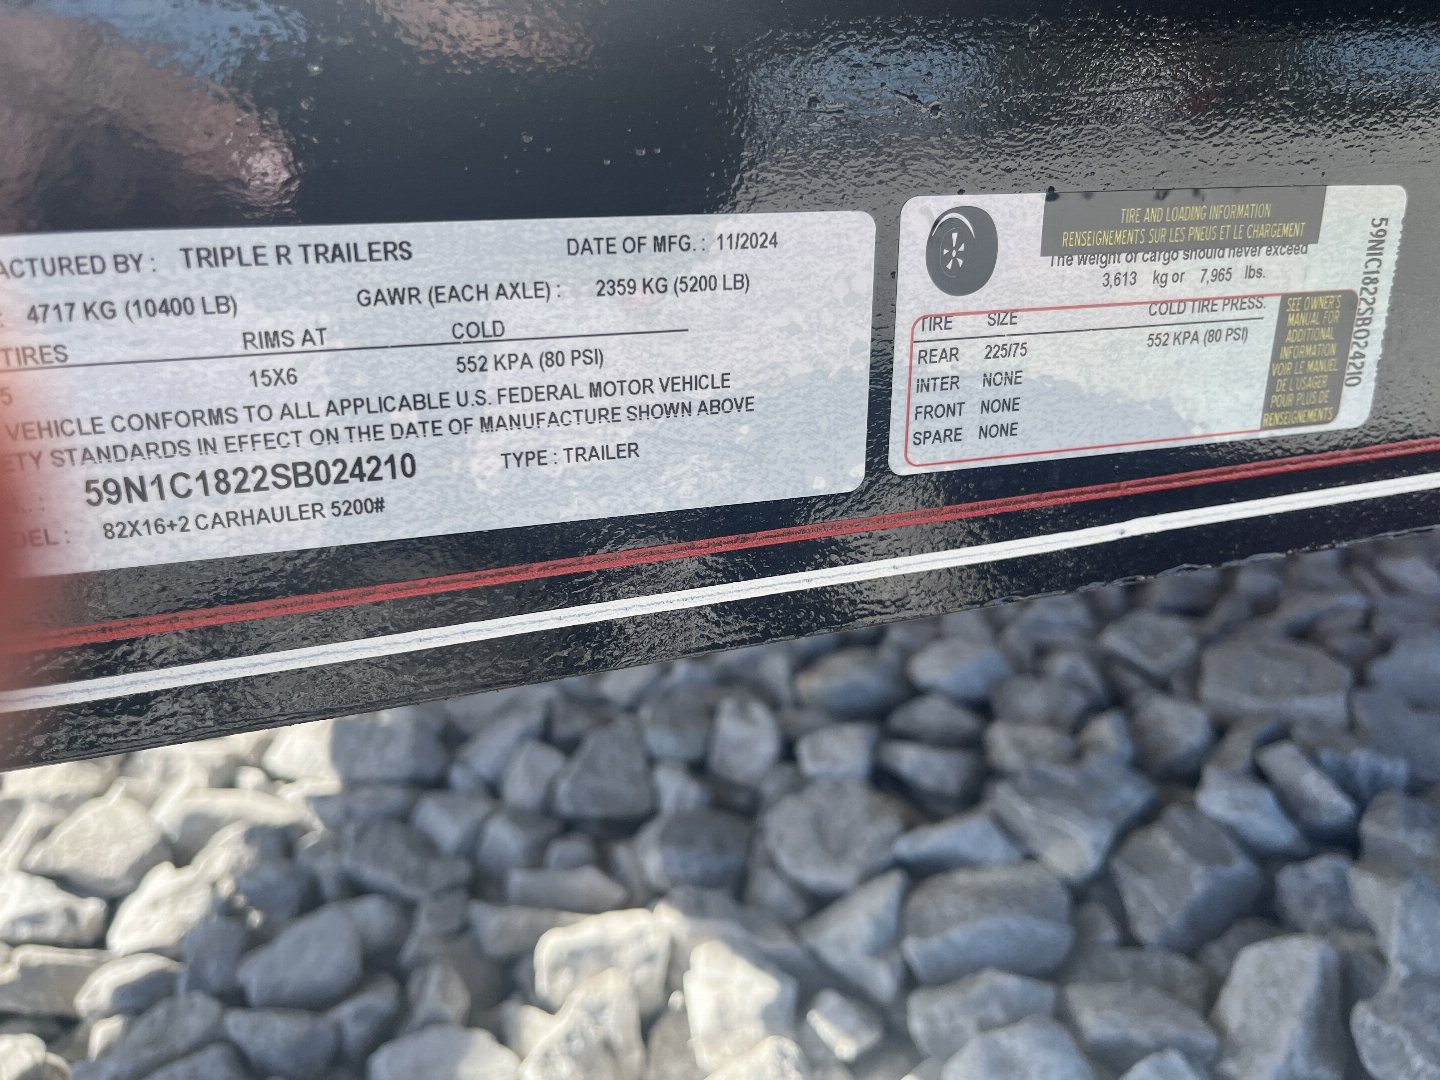 ACTURED BY : TRIPLE R TRAILERS DATE OF MFG. : 11/2024
: 4717 KG (10400 LB) GAWR (EACH AXLE) : 2359 KG (5200 LB)
TIRES RIMS AT COLD
5 15X6 552 KPA (80 PSI)
VEHICLE CONFORMS TO ALL APPLICABLE U.S. FEDERAL MOTOR VEHICLE
ETY STANDARDS IN EFFECT ON THE DATE OF MANUFACTURE SHOWN ABOVE
59N1C1822SB024210 TYPE : TRAILER
DEL : 82X16+2 CARHAULER 5200#
TIRE AND LOADING INFORMATION
RENSEIGNEMENTS SUR LES PNEUS ET LE CHARGEMENT
The weight of cargo should never exceed
3,613 kg or 7,965 lbs.
TIRE SIZE COLD TIRE PRESS.
REAR 225/75 552 KPA (80 PSI)
INTER NONE
FRONT NONE
SPARE NONE
SEE OWNER'S
MANUAL FOR
ADDITIONAL
INFORMATION
VOIR LE MANUEL
DE L'USAGER
POUR PLUS DE
RENSEIGNEMENTS
59N1C1822SB024210